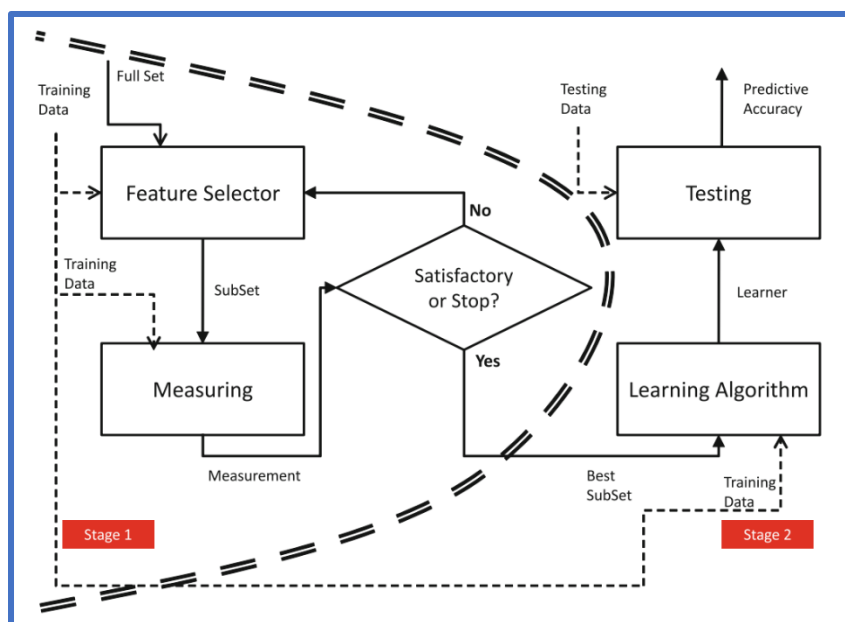 Full Set
Training
Data
Feature Selector
Training
Data
SubSet
Measuring
Measurement
No
Satisfactory
or Stop?
Yes
Testing
Data
Predictive
Accuracy
Testing
Learner
Learning Algorithm
Best
SubSet
Training
Data
Stage 1
Stage 2